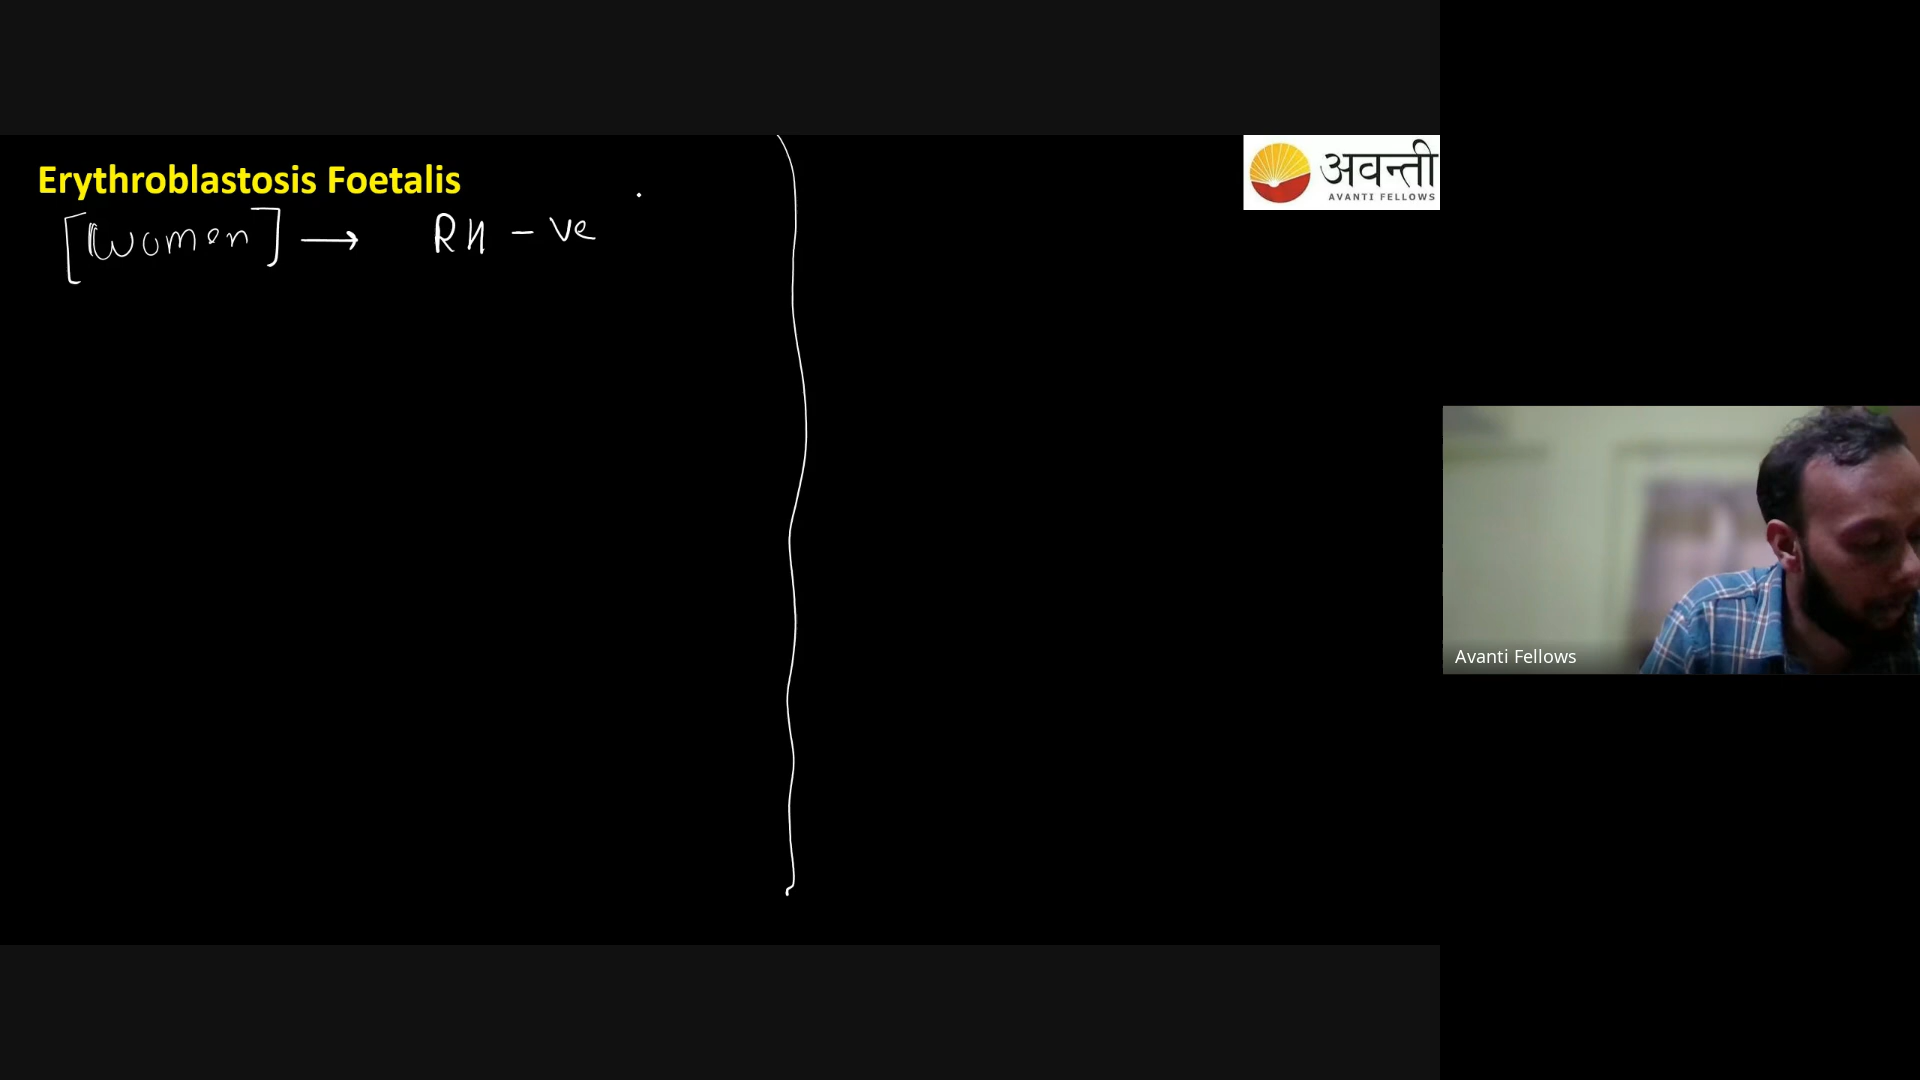 Erythroblastosis Foetalis
[Women] → RH - ve
अवन्ती
AVANTI FELLOWS
Avanti Fellows